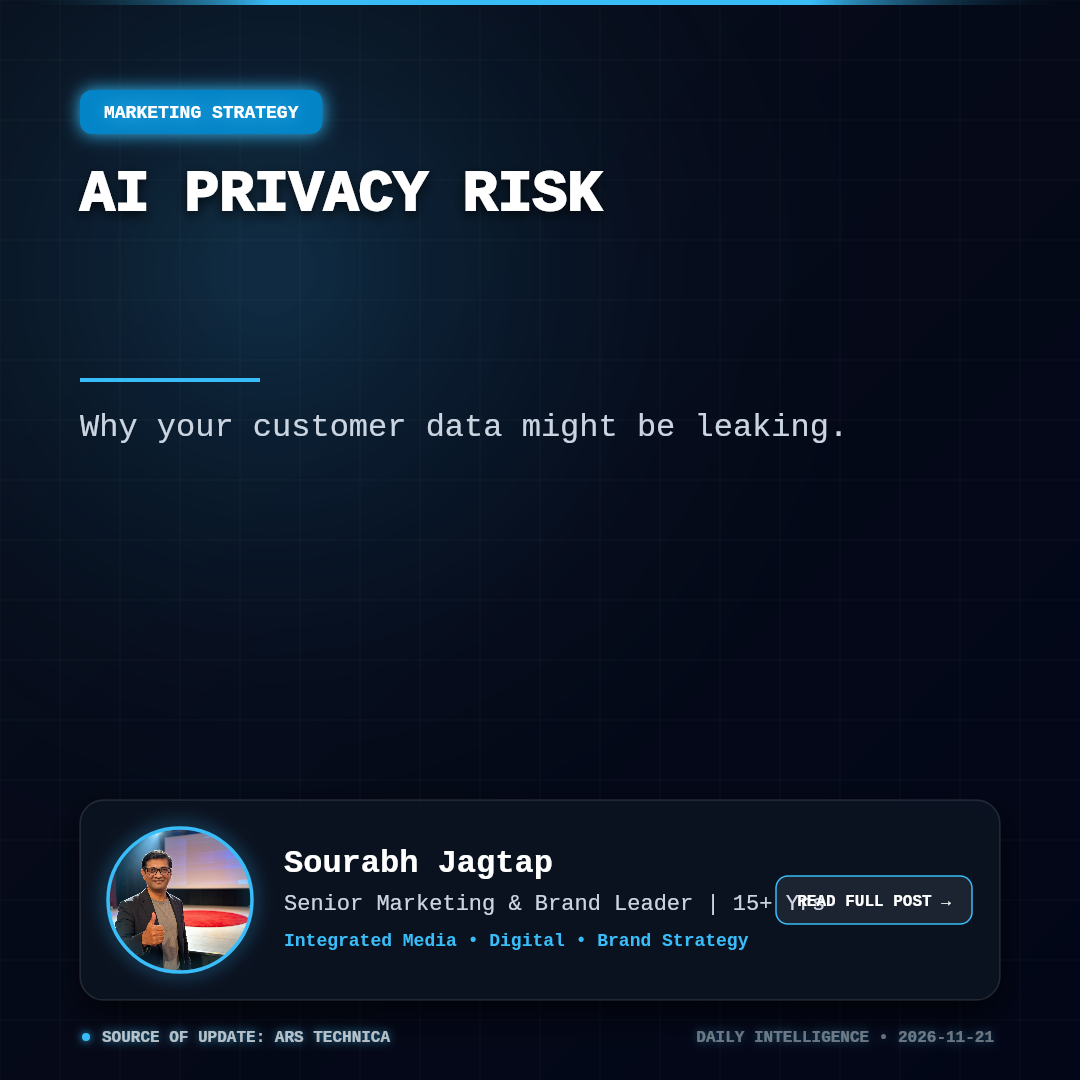 MARKETING STRATEGY
AI PRIVACY RISK
Why your customer data might be leaking.
Sourabh Jagtap
Senior Marketing & Brand Leader | 15+ Yrs
READ FULL POST →
Integrated Media • Digital • Brand Strategy
SOURCE OF UPDATE: ARS TECHNICA
DAILY INTELLIGENCE • 2026-11-21